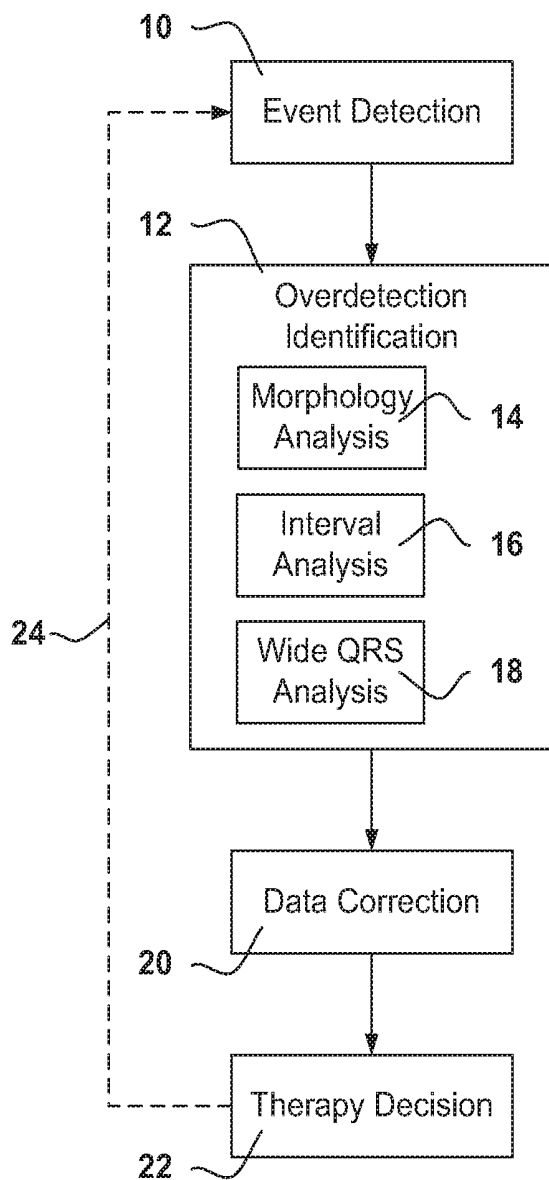 10
Event Detection
12
Overdetection
Identification
Morphology
Analysis
14
Interval
Analysis
16
24
Wide QRS
Analysis
18
Data Correction
20
Therapy Decision
22